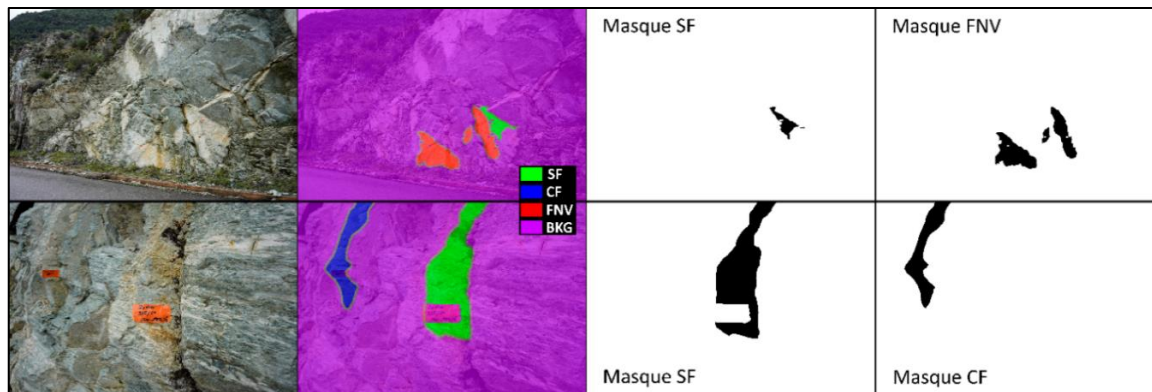 Masque SF
Masque FNV
SF
CF
FNV
BKG
Masque SF
Masque CF